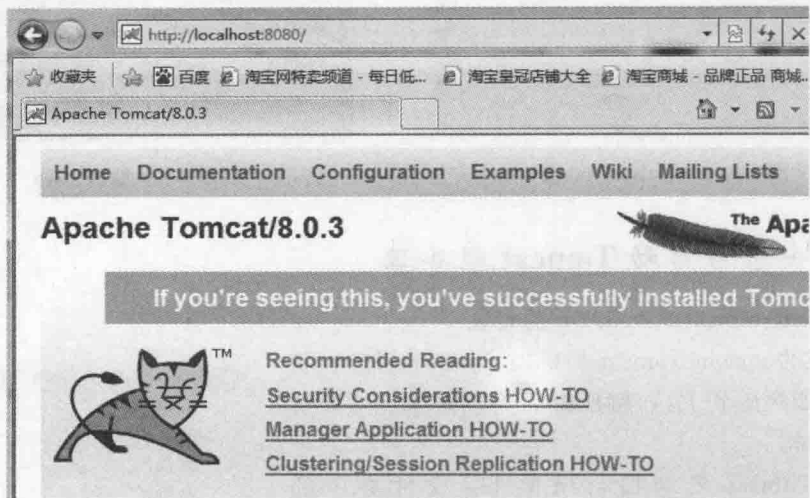 http://localhost:8080/
收藏夹 百度 淘宝网特卖频道 - 每日低... 淘宝皇冠店铺大全 淘宝商城 - 品牌正品 商城..
Apache Tomcat/8.0.3
Home Documentation Configuration Examples Wiki Mailing Lists
Apache Tomcat/8.0.3
The Apa
If you're seeing this, you've successfully installed Tomc
TM
Recommended Reading:
Security Considerations HOW-TO
Manager Application HOW-TO
Clustering/Session Replication HOW-TO